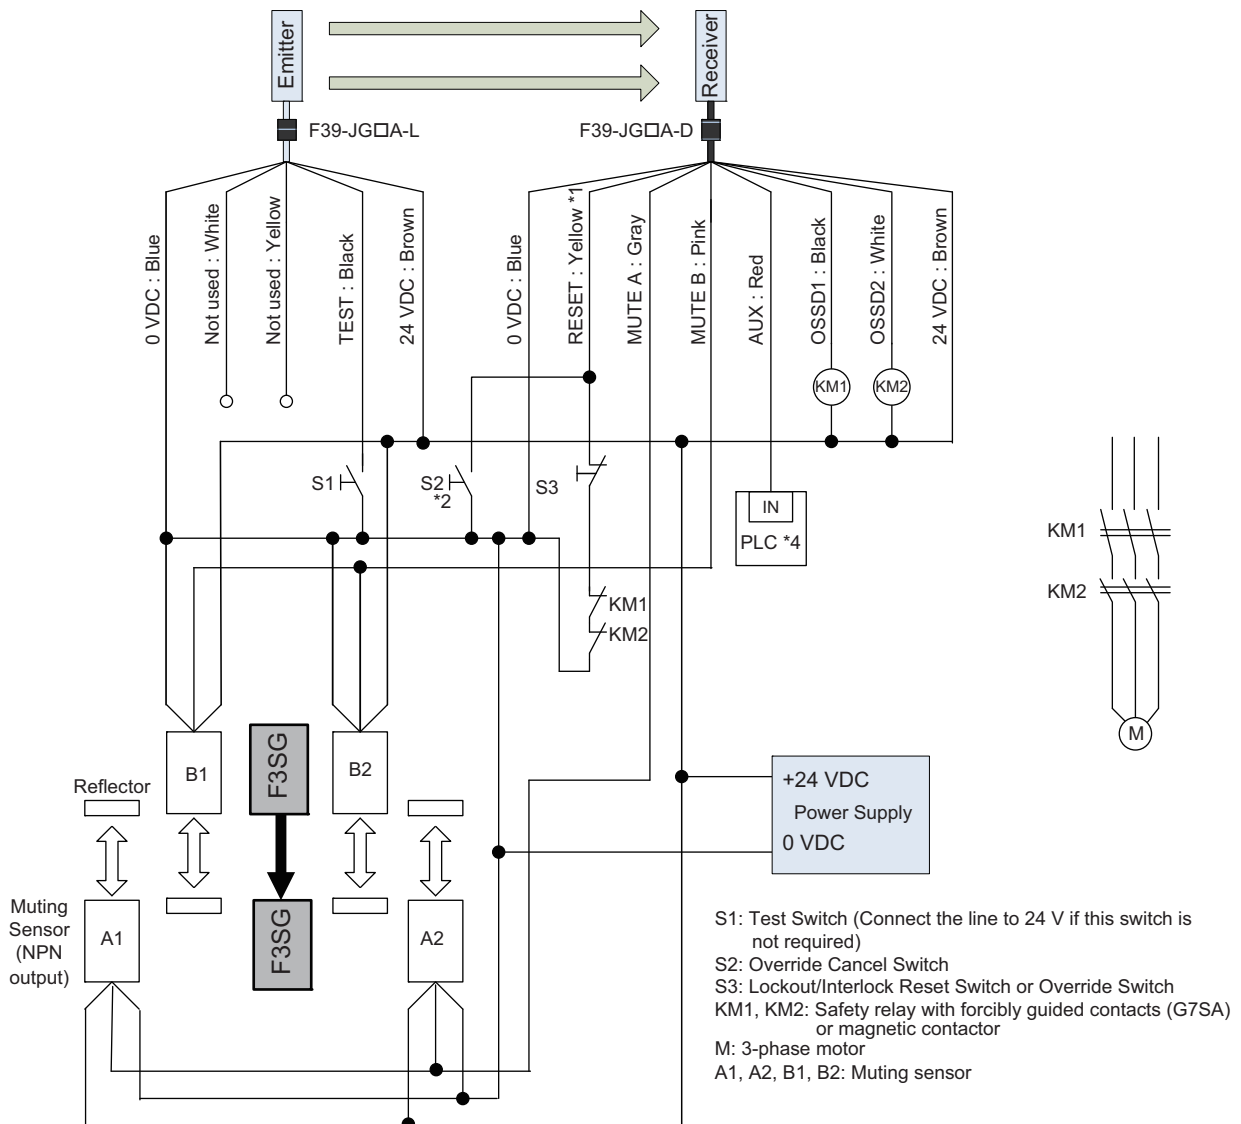 Emitter
Receiver
F39-JG□A-L
F39-JG□A-D
0 VDC : Blue
Not used : White
Not used : Yellow
TEST : Black
24 VDC : Brown
0 VDC : Blue
RESET : Yellow *1
MUTE A : Gray
MUTE B : Pink
AUX : Red
OSSD1 : Black
OSSD2 : White
24 VDC : Brown
KM1
KM2
S1
S2
*2
S3
IN
PLC *4
KM1
KM2
KM1
KM2
M
B1
F3SG
B2
Reflector
+24 VDC
Power Supply
0 VDC
Muting
Sensor
(NPN
output)
A1
F3SG
A2
S1: Test Switch (Connect the line to 24 V if this switch is
not required)
S2: Override Cancel Switch
S3: Lockout/Interlock Reset Switch or Override Switch
KM1, KM2: Safety relay with forcibly guided contacts (G7SA)
or magnetic contactor
M: 3-phase motor
A1, A2, B1, B2: Muting sensor